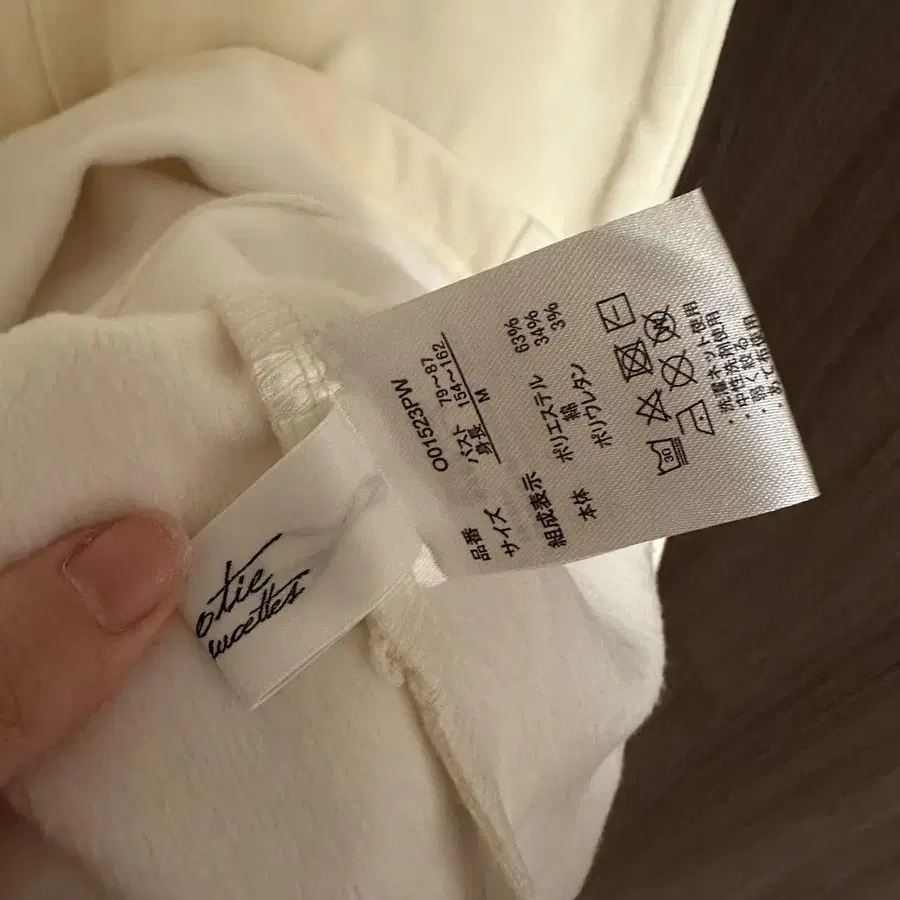 品番 O01523PW
サイズ バスト 79~87
身長 154~162
M
組成表示
本体 ポリエステル 63%
綿 34%
ポリウレタン 3%
30
・洗濯ネット使用
・中性洗剤使用
・弱く絞る
otie
ucettes